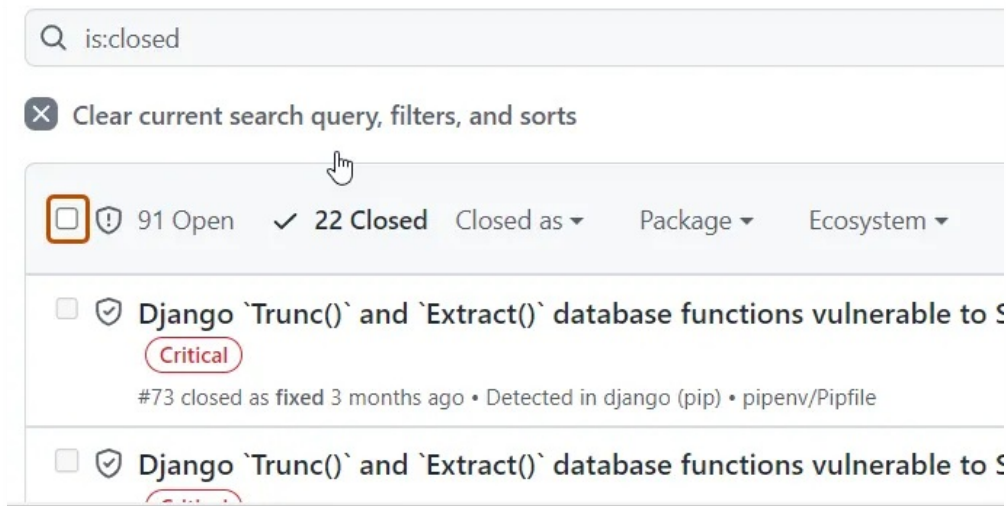 is:closed
Clear current search query, filters, and sorts
91 Open 22 Closed Closed as Package Ecosystem
Django `Trunc()` and `Extract()` database functions vulnerable to
Critical
#73 closed as fixed 3 months ago • Detected in django (pip) • pipenv/Pipfile
Django `Trunc()` and `Extract()` database functions vulnerable to